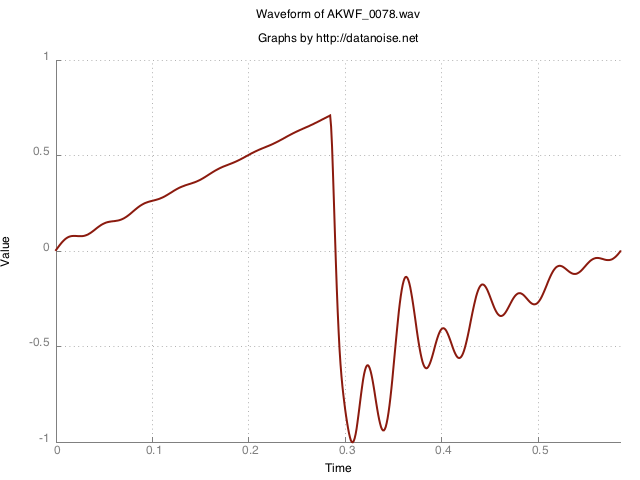 Waveform of AKWF_0078.wav
Graphs by http://datanoise.net
1
0.5
0
-0.5
-1
Value
0 0.1 0.2 0.3 0.4 0.5
Time